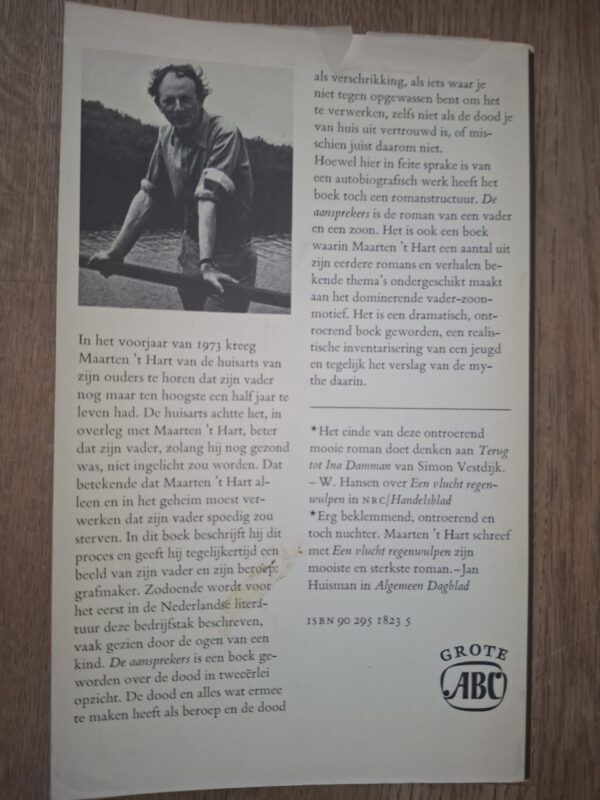 In het voorjaar van 1973 kreeg
Maarten 't Hart van de huisarts van
zijn ouders te horen dat zijn vader
nog maar ten hoogste een half jaar te
leven had. De huisarts achtte het, in
overleg met Maarten 't Hart, beter
dat zijn vader, zolang hij nog gezond
was, niet ingelicht zou worden. Dat
betekende dat Maarten 't Hart al-
leen en in het geheim moest ver-
werken dat zijn vader spoedig zou
sterven. In dit boek beschrijft hij dit
proces en geeft hij tegelijkertijd een
beeld van zijn vader en zijn beroep:
grafmaker. Zodoende wordt voor
het eerst in de Nederlandse litera-
tuur deze bedrijfstak beschreven,
vaak gezien door de ogen van een
kind. De aansprekers is een boek ge-
worden over de dood in tweeërlei
opzicht. De dood en alles wat ermee
te maken heeft als beroep en de dood
als verschrikking, als iets waar je
niet tegen opgewassen bent om het
te verwerken, zelfs niet als de dood je
van huis uit vertrouwd is, of mis-
schien juist daarom niet.
Hoewel hier in feite sprake is van
een autobiografisch werk heeft het
boek toch een romanstructuur. De
aansprekers is de roman van een vader
en een zoon. Het is ook een boek
waarin Maarten 't Hart een aantal uit
zijn eerdere romans en verhalen be-
kende thema's ondergeschikt maakt
aan het dominerende vader-zoon-
motief. Het is een dramatisch, ont-
roerend boek geworden, een realis-
tische inventarisering van een jeugd
en tegelijk het verslag van de my-
the daarin.
*Het einde van deze ontroerend
mooie roman doet denken aan Terug
tot Ina Damman van Simon Vestdijk.
– W. Hansen over Een vlucht regen-
wulpen in NRC/Handelsblad
*Erg beklemmend; ontroerend en
toch nuchter. Maarten 't Hart schreef
met Een vlucht regenwulpen zijn
mooiste en sterkste roman.–Jan
Huisman in Algemeen Dagblad
ISBN 90 295 1823 5
GROTE
ABC